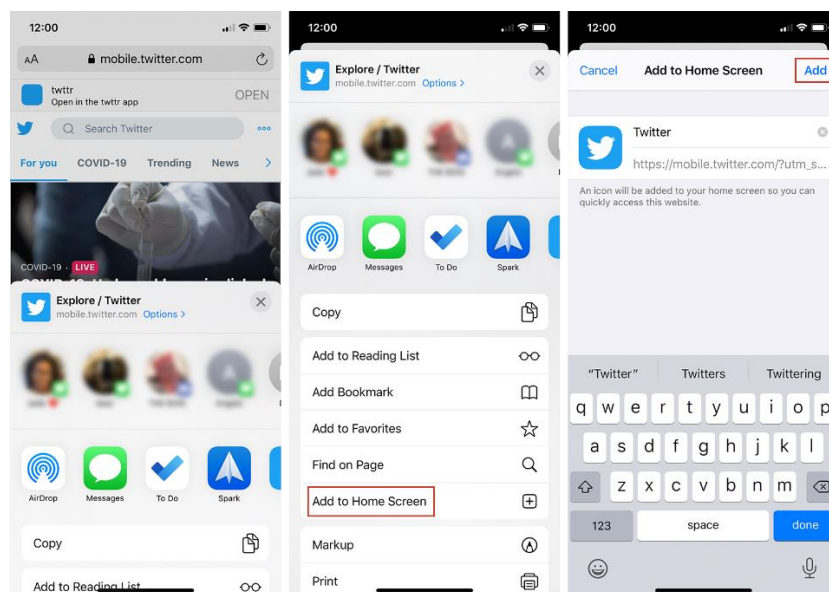 12:00
AA mobile.twitter.com
twttr
Open in the twttr app
OPEN
Search Twitter
For you COVID-19 Trending News
COVID-19 · LIVE
Explore / Twitter
mobile.twitter.com Options >
AirDrop Messages To Do Spark
Copy
Add to Reading List
12:00
Explore / Twitter
mobile.twitter.com Options >
AirDrop Messages To Do Spark
Copy
Add to Reading List
Add Bookmark
Add to Favorites
Find on Page
Add to Home Screen
Markup
Print
12:00
Cancel Add to Home Screen Add
Twitter
https://mobile.twitter.com/?utm_s...
An icon will be added to your home screen so you can
quickly access this website.
“Twitter” Twitters Twittering
q w e r t y u i o p
a s d f g h j k l
z x c v b n m
123 space done